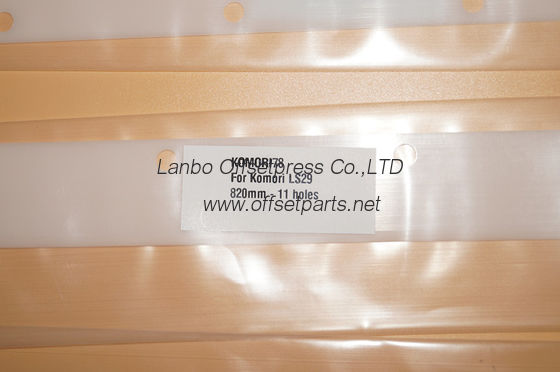 KOMORI78
Lanbo Offsetpress Co.,LTD
For Komori LS29
820mm - 11 holes
www.offsetparts.net